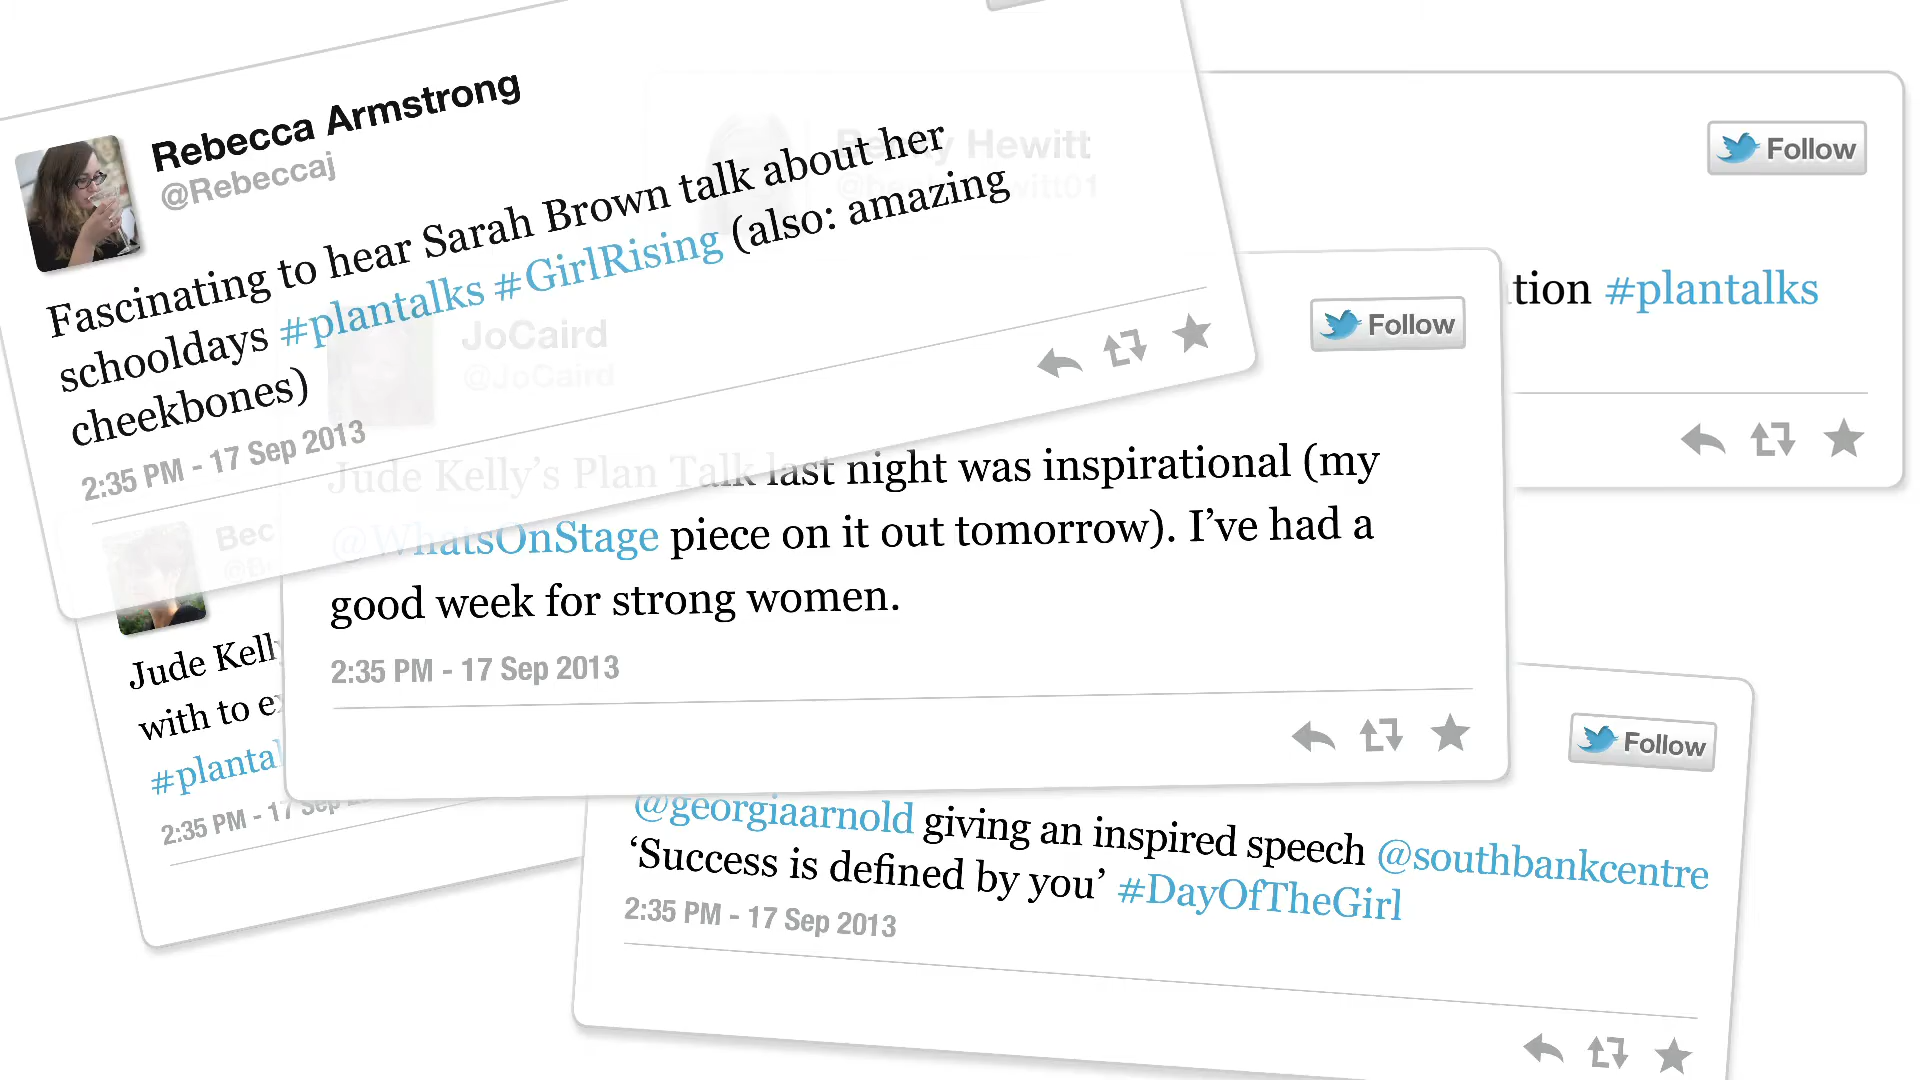 Rebecca Armstrong
@Rebeccaj
Fascinating to hear Sarah Brown talk about her
schooldays #plantalks #GirlRising (also: amazing
cheekbones)
2:35 PM - 17 Sep 2013
Hewitt
Follow
tion #plantalks
JoCaird
@JoCaird
Follow
Jude Kelly’s Plan Talk last night was inspirational (my
@WhatsOnStage piece on it out tomorrow). I’ve had a
good week for strong women.
2:35 PM - 17 Sep 2013
Bec
Jude Kell
with to e
#planta
2:35 PM - 17 Sep
Follow
@georgiaarnold giving an inspired speech @southbankcentre
‘Success is defined by you’ #DayOfTheGirl
2:35 PM - 17 Sep 2013